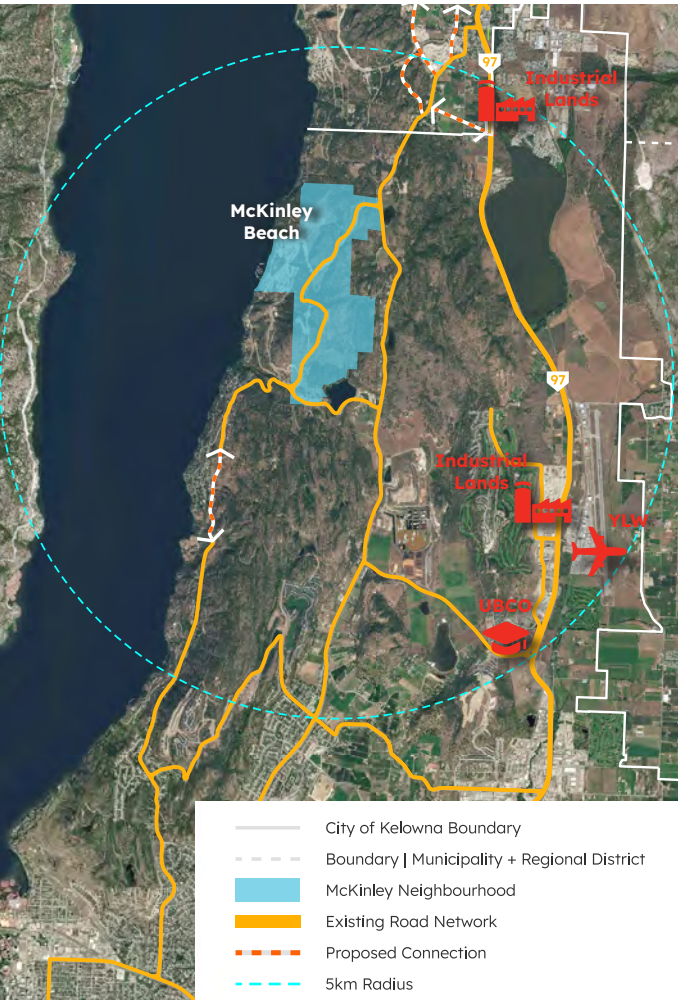 97
Industrial
Lands
McKinley
Beach
97
Industrial
Lands
YLW
UBCO
City of Kelowna Boundary
Boundary | Municipality + Regional District
McKinley Neighbourhood
Existing Road Network
Proposed Connection
5km Radius